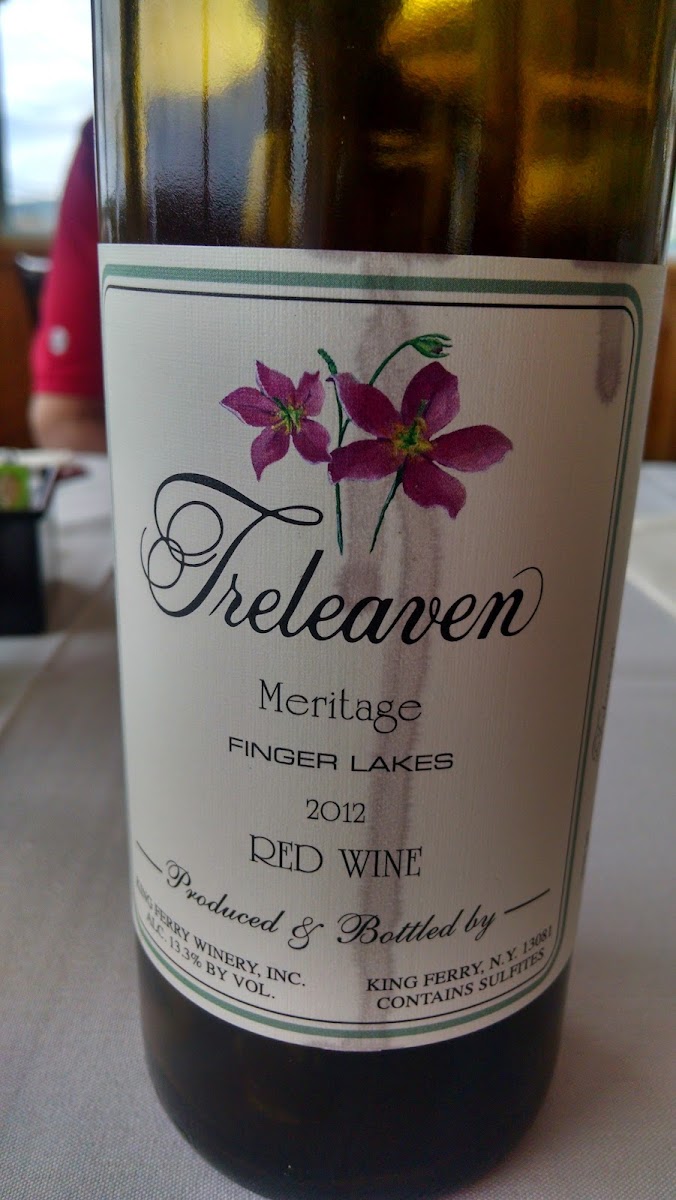 Treleaven
Meritage
FINGER LAKES
2012
RED WINE
Produced & Bottled by
KING FERRY WINERY, INC.
ALC. 13.3% BY VOL.
KING FERRY, N.Y. 13081
CONTAINS SULFITES